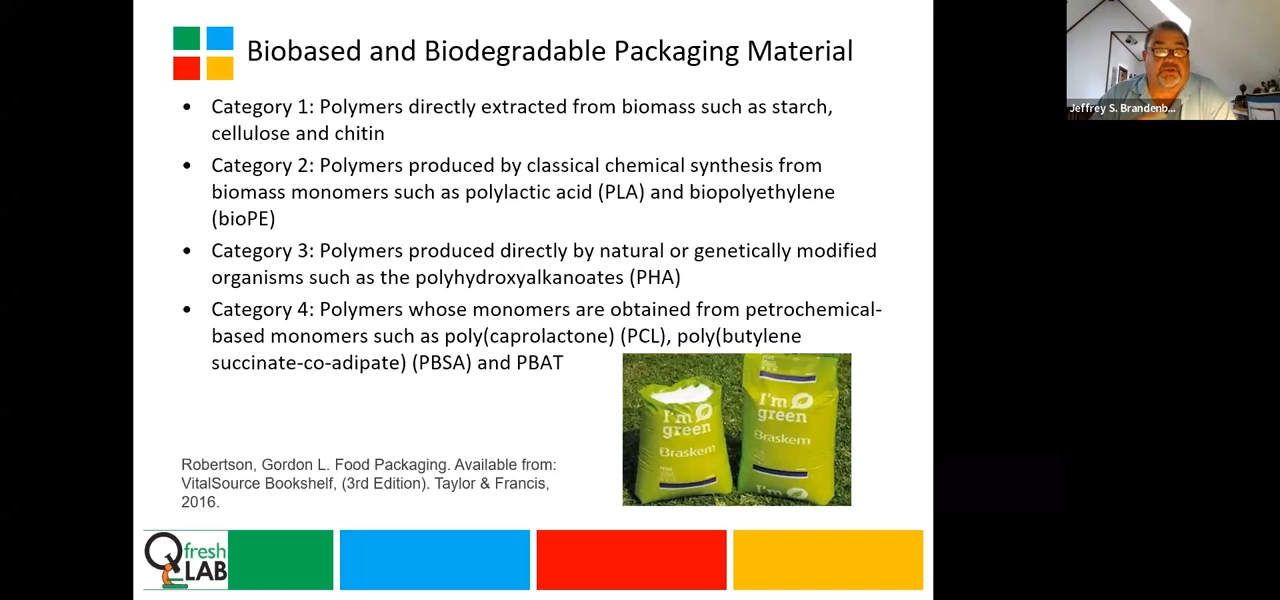 Biobased and Biodegradable Packaging Material
• Category 1: Polymers directly extracted from biomass such as starch,
cellulose and chitin
• Category 2: Polymers produced by classical chemical synthesis from
biomass monomers such as polylactic acid (PLA) and biopolyethylene
(bioPE)
• Category 3: Polymers produced directly by natural or genetically modified
organisms such as the polyhydroxyalkanoates (PHA)
• Category 4: Polymers whose monomers are obtained from petrochemical-
based monomers such as poly(caprolactone) (PCL), poly(butylene
succinate-co-adipate) (PBSA) and PBAT
I'm
green
Braskem
I'm
green
Braskem
I'm
Robertson, Gordon L. Food Packaging. Available from:
VitalSource Bookshelf, (3rd Edition). Taylor & Francis,
2016.
Q fresh
LAB
Jeffrey S. Brandenb...